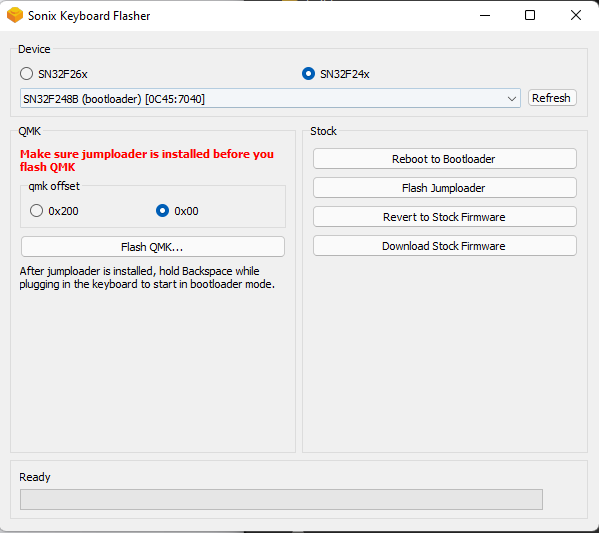 Sonix Keyboard Flasher
Device
SN32F26x
SN32F24x
SN32F248B (bootloader) [0C45:7040]
Refresh
QMK
Make sure jumploader is installed before you
flash QMK
qmk offset
0x200
0x00
Flash QMK...
After jumploader is installed, hold Backspace while
plugging in the keyboard to start in bootloader mode.
Stock
Reboot to Bootloader
Flash Jumploader
Revert to Stock Firmware
Download Stock Firmware
Ready